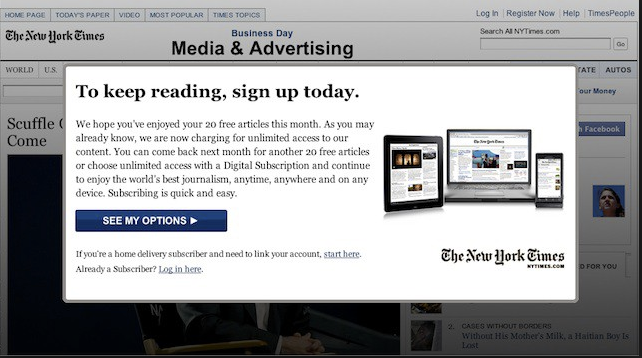 HOME PAGE TODAY'S PAPER VIDEO MOST POPULAR TIMES TOPICS
Log In Register Now Help TimesPeople
The New York Times
Business Day
Media & Advertising
Search All NYTimes.com
Go
WORLD U.S.
AUTOS
To keep reading, sign up today.
We hope you've enjoyed your 20 free articles this month. As you may
already know, we are now charging for unlimited access to our
content. You can come back next month for another 20 free articles
or choose unlimited access with a Digital Subscription and continue
to enjoy the world's best journalism, anytime, anywhere and on any
device. Subscribing is quick and easy.
SEE MY OPTIONS
If you're a home delivery subscriber and need to link your account, start here.
Already a Subscriber? Log in here.
The New York Times
NYTIMES.COM
Scuffle
Come
Your Money
Facebook
D FOR YOU
2. CASES WITHOUT BORDERS
Without His Mother's Milk, a Haitian Boy Is
Lost